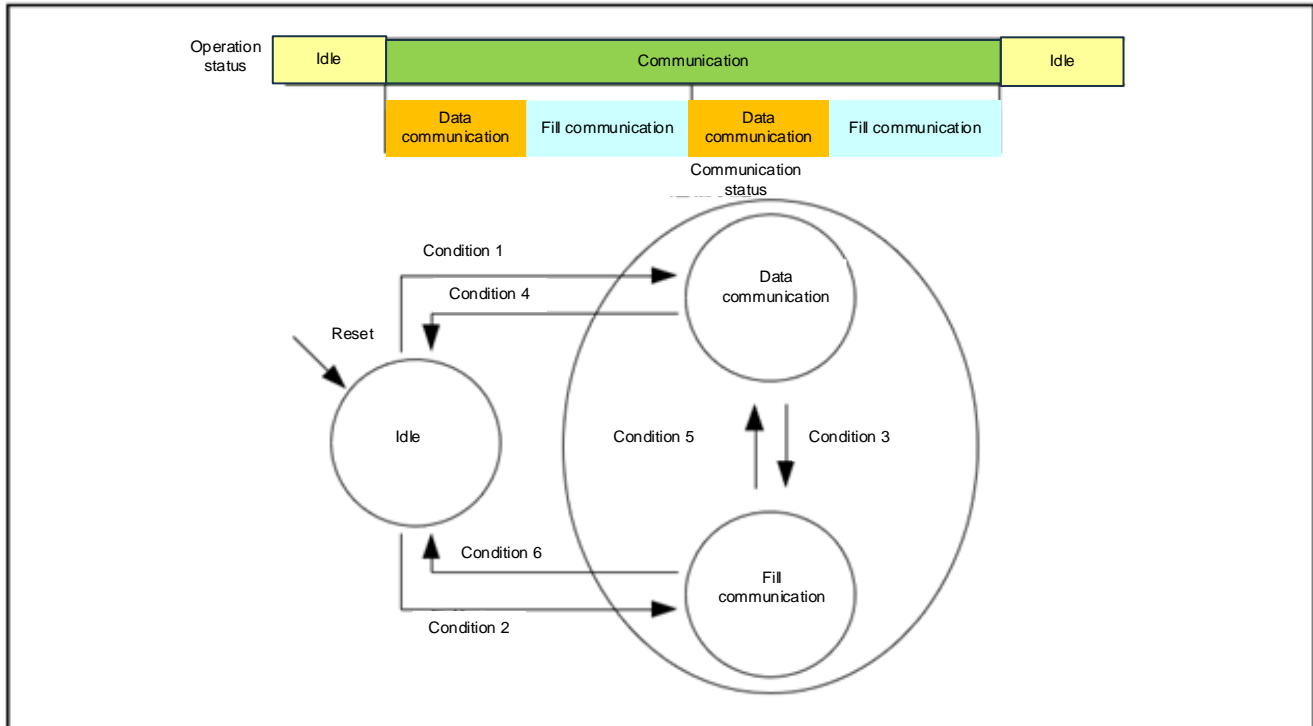 Operation
status
Idle
Communication
Idle
Data
communication
Fill communication
Data
communication
Fill communication
Communication
status
Condition 1
Data
communication
Condition 4
Reset
Idle
Condition 5
Condition 3
Condition 6
Fill
communication
Condition 2